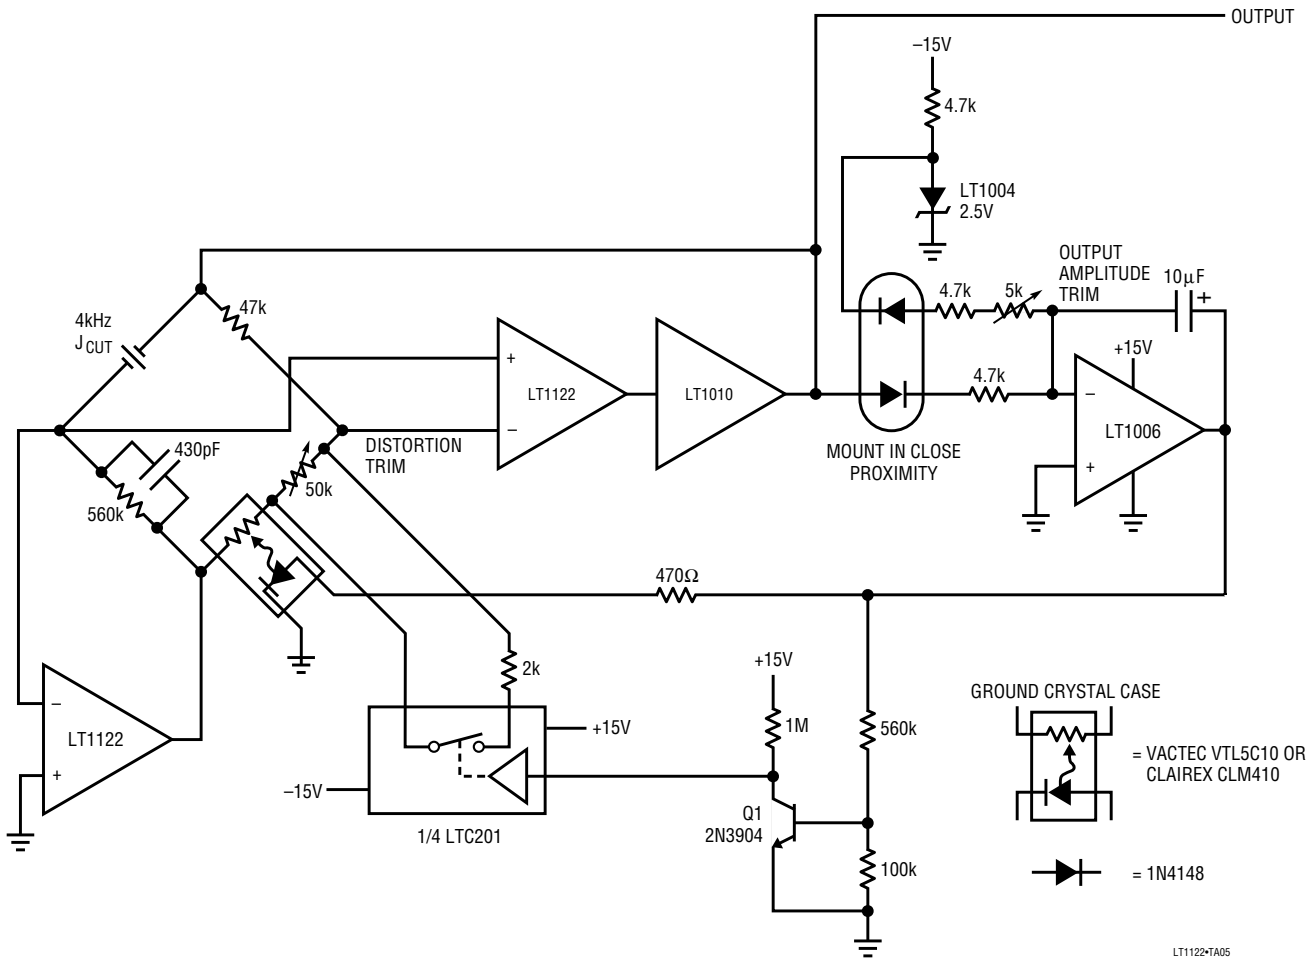 OUTPUT
–15V
4.7k
LT1004
2.5V
OUTPUT
AMPLITUDE
TRIM
10µF
+
4.7k
5k
47k
4kHz
J CUT
+15V
+
LT1122
–
LT1010
4.7k
–
LT1006
+
DISTORTION
TRIM
MOUNT IN CLOSE
PROXIMITY
430pF
50k
560k
470Ω
2k
+15V
–
LT1122
+
+15V
1M
560k
GROUND CRYSTAL CASE
= VACTEC VTL5C10 OR
CLAIREX CLM410
–15V
1/4 LTC201
Q1
2N3904
100k
= 1N4148
LT1122•TA05